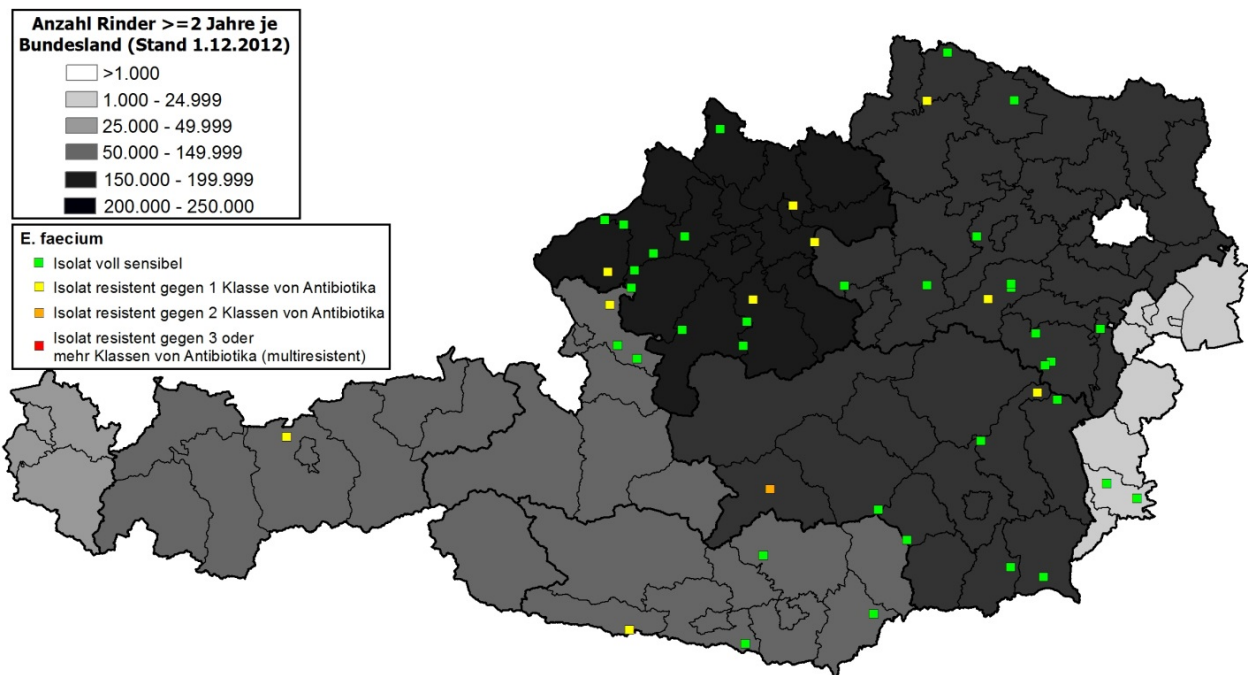 Anzahl Rinder >=2 Jahre je
Bundesland (Stand 1.12.2012)
>1.000
1.000 - 24.999
25.000 - 49.999
50.000 - 149.999
150.000 - 199.999
200.000 - 250.000
E. faecium
Isolat voll sensibel
Isolat resistent gegen 1 Klasse von Antibiotika
Isolat resistent gegen 2 Klassen von Antibiotika
Isolat resistent gegen 3 oder
mehr Klassen von Antibiotika (multiresistent)